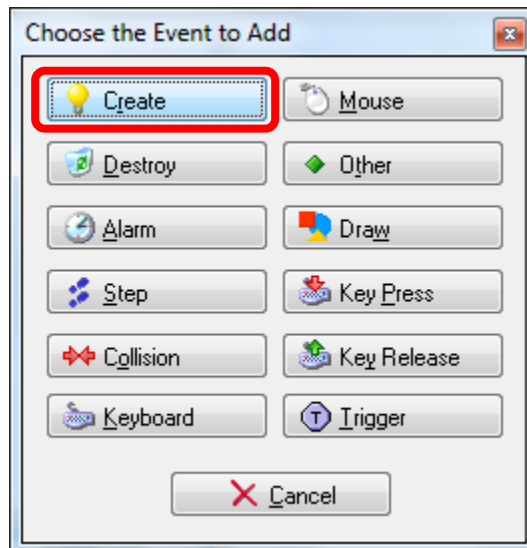 Choose the Event to Add
Create
Mouse
Destroy
Other
Alarm
Draw
Step
Key Press
Collision
Key Release
Keyboard
T Trigger
Cancel